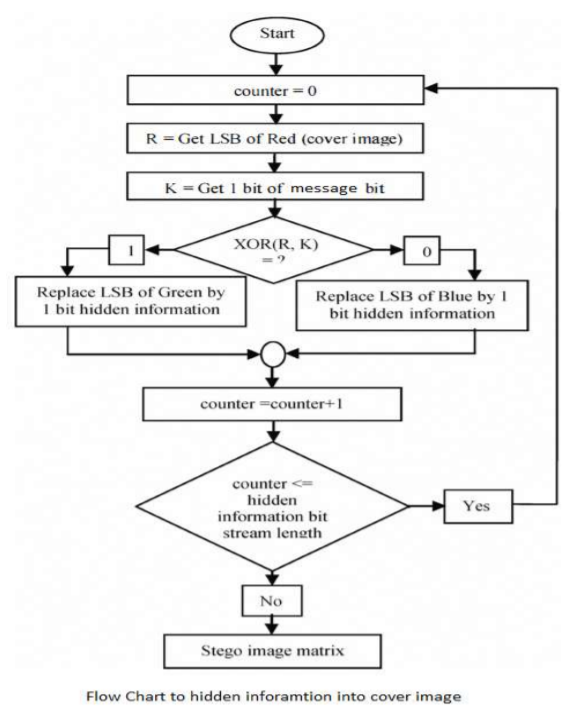 Start
counter = 0
R = Get LSB of Red (cover image)
K = Get 1 bit of message bit
XOR(R, K)
= ?
1
0
Replace LSB of Green by
1 bit hidden information
Replace LSB of Blue by 1
bit hidden information
counter =counter+1
counter <=
hidden
information bit
stream length
Yes
No
Stego image matrix
Flow Chart to hidden inforamtion into cover image